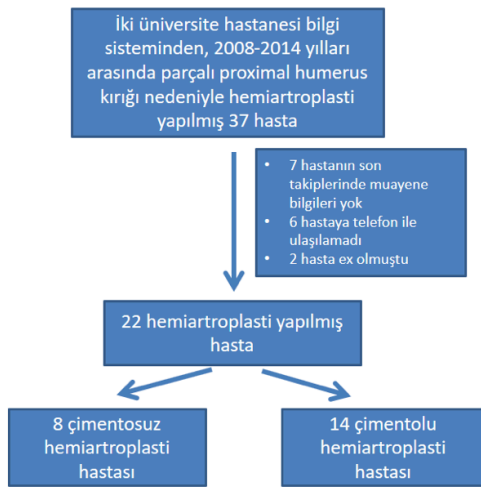 İki üniversite hastanesi bilgi
sisteminden, 2008-2014 yılları
arasında parçalı proximal humerus
kırığı nedeniyle hemiartroplasti
yapılmış 37 hasta
• 7 hastanın son
takiplerinde muayene
bilgileri yok
• 6 hastaya telefon ile
ulaşılamadı
• 2 hasta ex olmuştu
22 hemiartroplasti yapılmış
hasta
8 çimentosuz
hemiartroplasti
hastası
14 çimentolu
hemiartroplasti
hastası